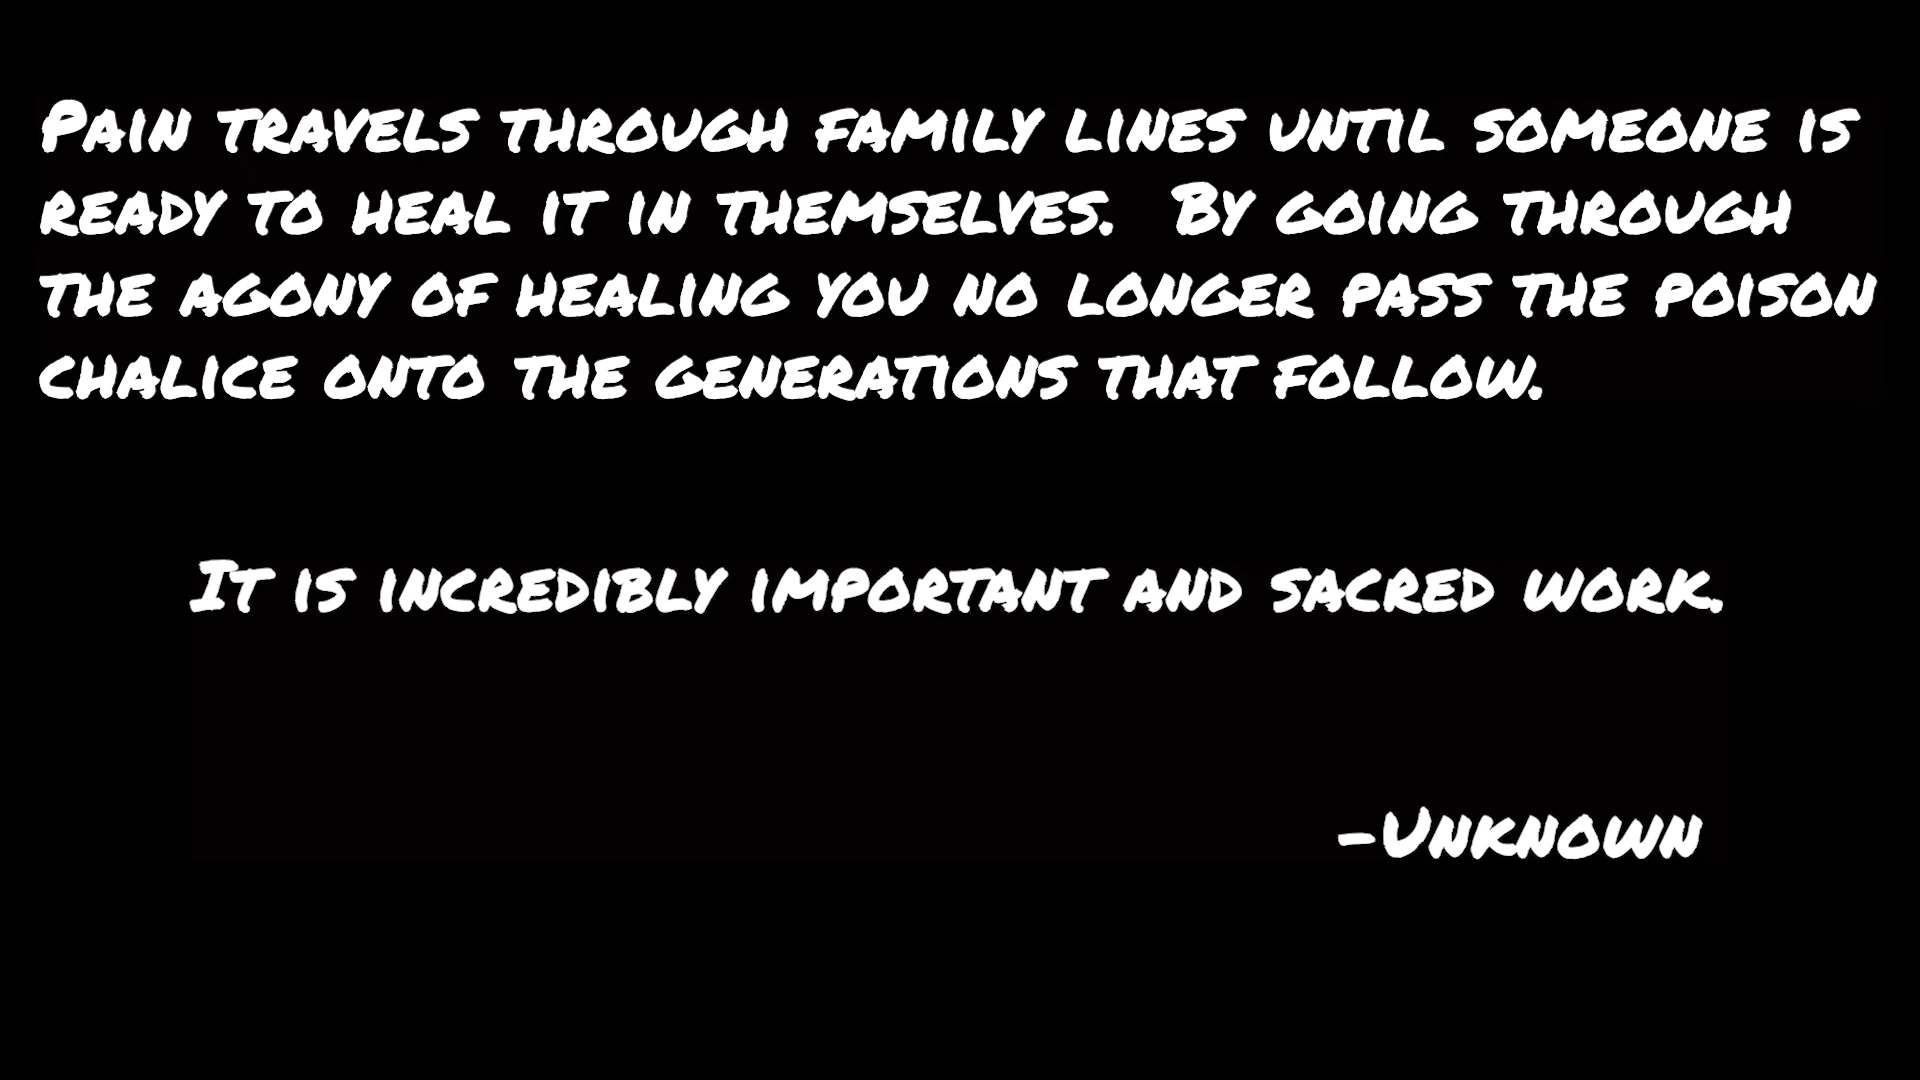 Pain travels through family lines until someone is
ready to heal it in themselves. By going through
the agony of healing you no longer pass the poison
chalice onto the generations that follow.
It is incredibly important and sacred work.
-Unknown